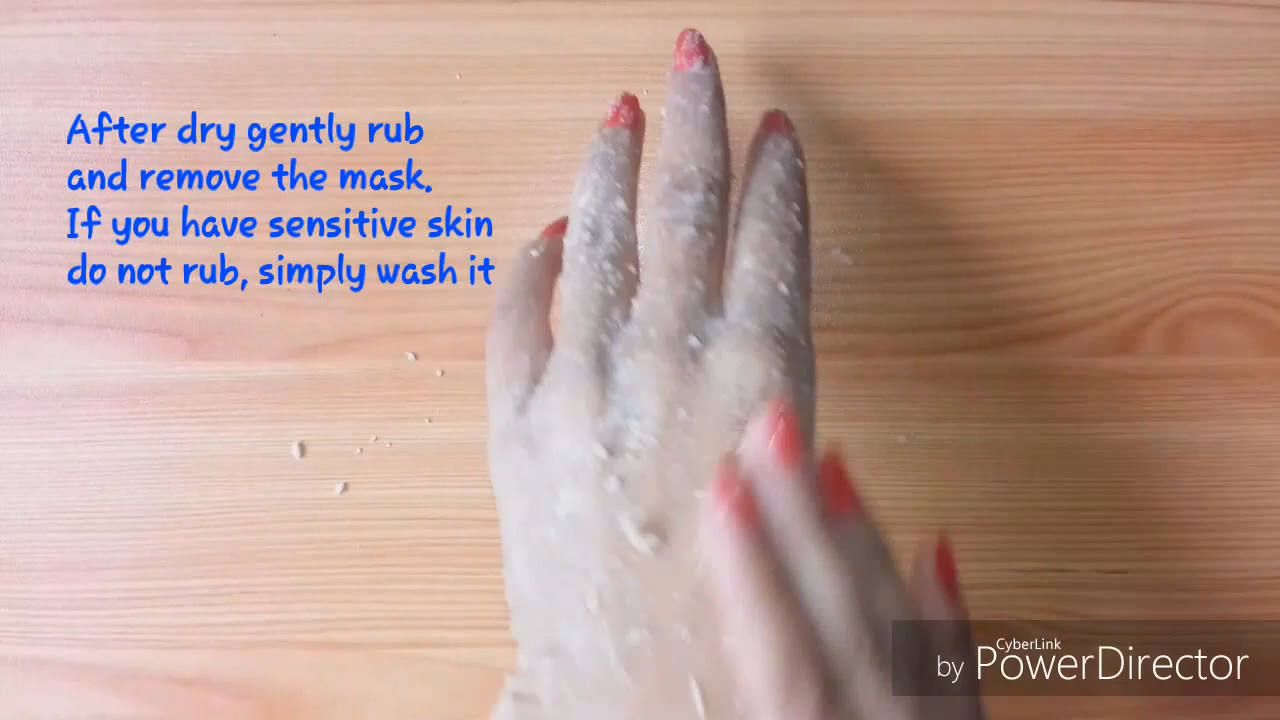 After dry gently rub
and remove the mask.
If you have sensitive skin
do not rub, simply wash it
CyberLink
by PowerDirector